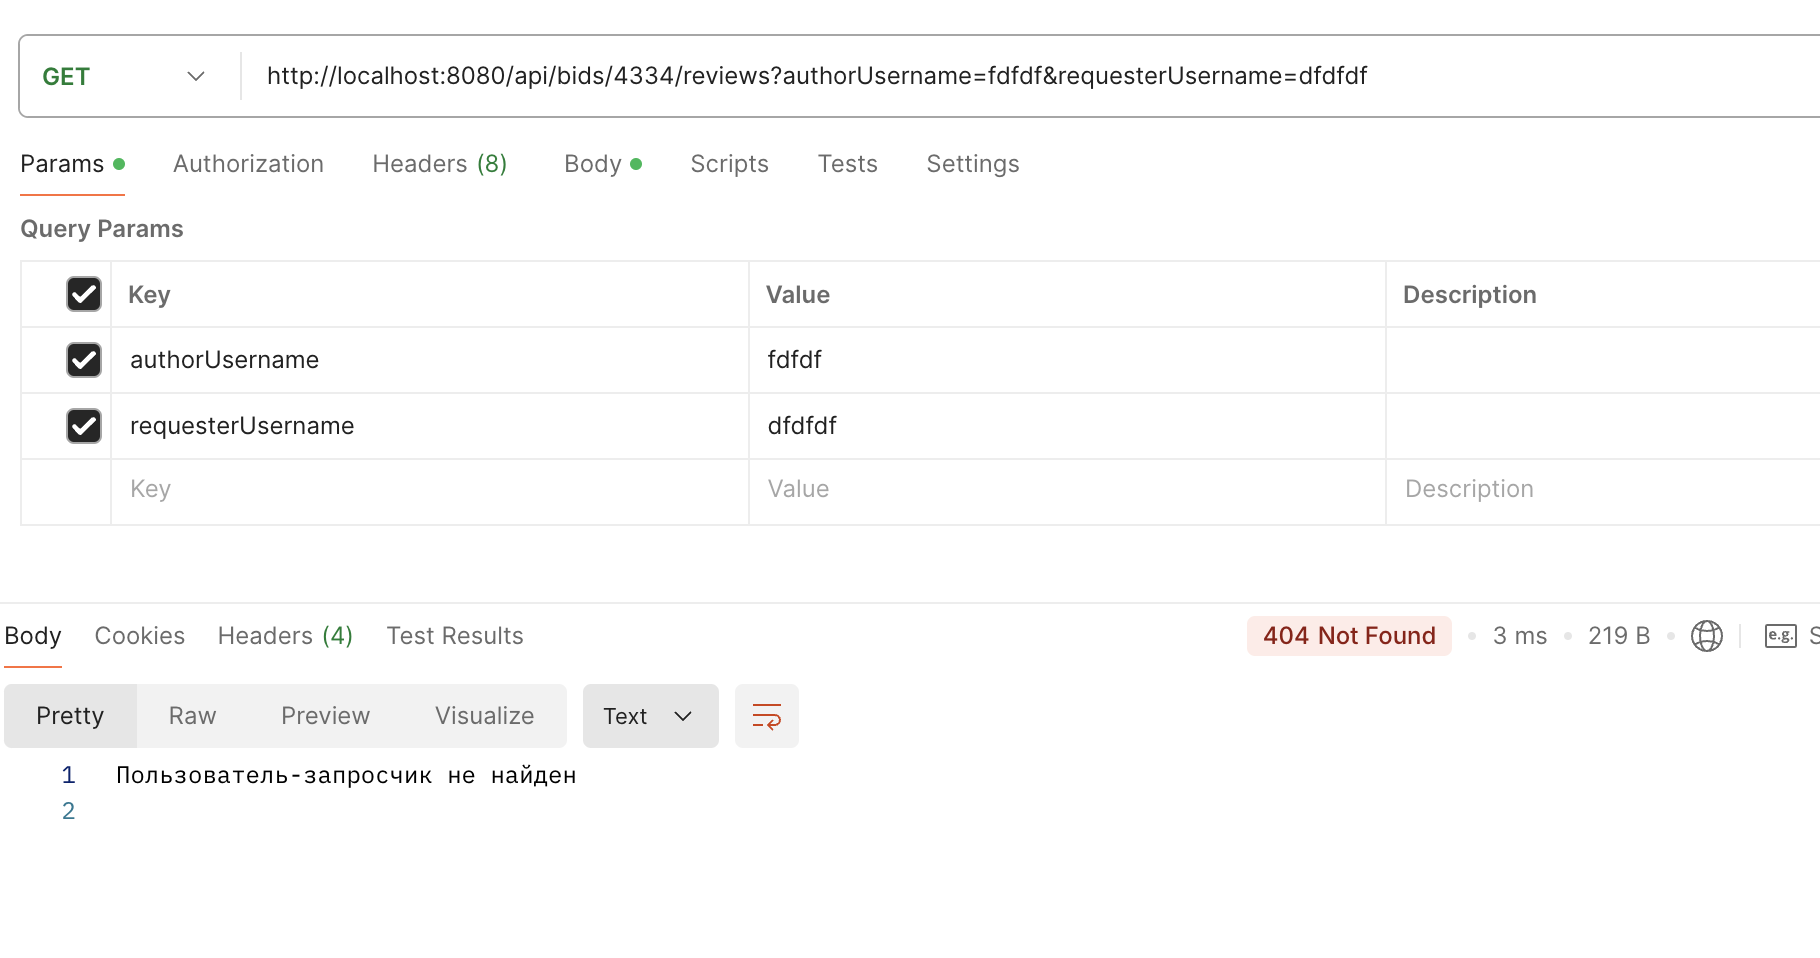 GET http://localhost:8080/api/bids/4334/reviews?authorUsername=fdfdf&requesterUsername=dfdfdf
Params Authorization Headers (8) Body Scripts Tests Settings
Query Params
Key Value Description
authorUsername fdfdf
requesterUsername dfdfdf
Key Value Description
Body Cookies Headers (4) Test Results 404 Not Found 3 ms 219 B e.g. S
Pretty Raw Preview Visualize Text
1 Пользователь-запросчик не найден
2